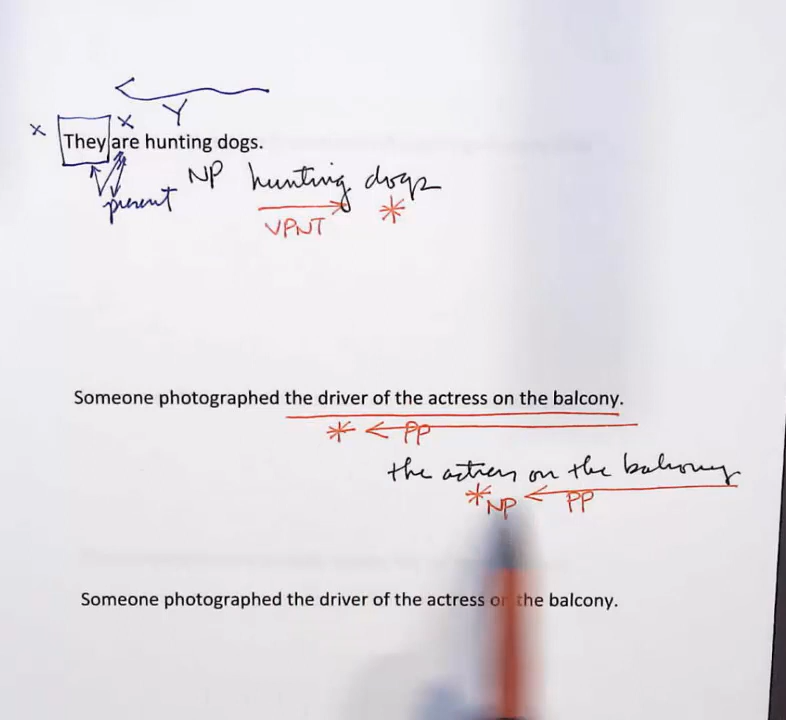 Y
x x
They are hunting dogs.
present NP hunting dogs
VPNT *
Someone photographed the driver of the actress on the balcony.
* PP
the actress on the balcony
* NP PP
Someone photographed the driver of the actress on the balcony.